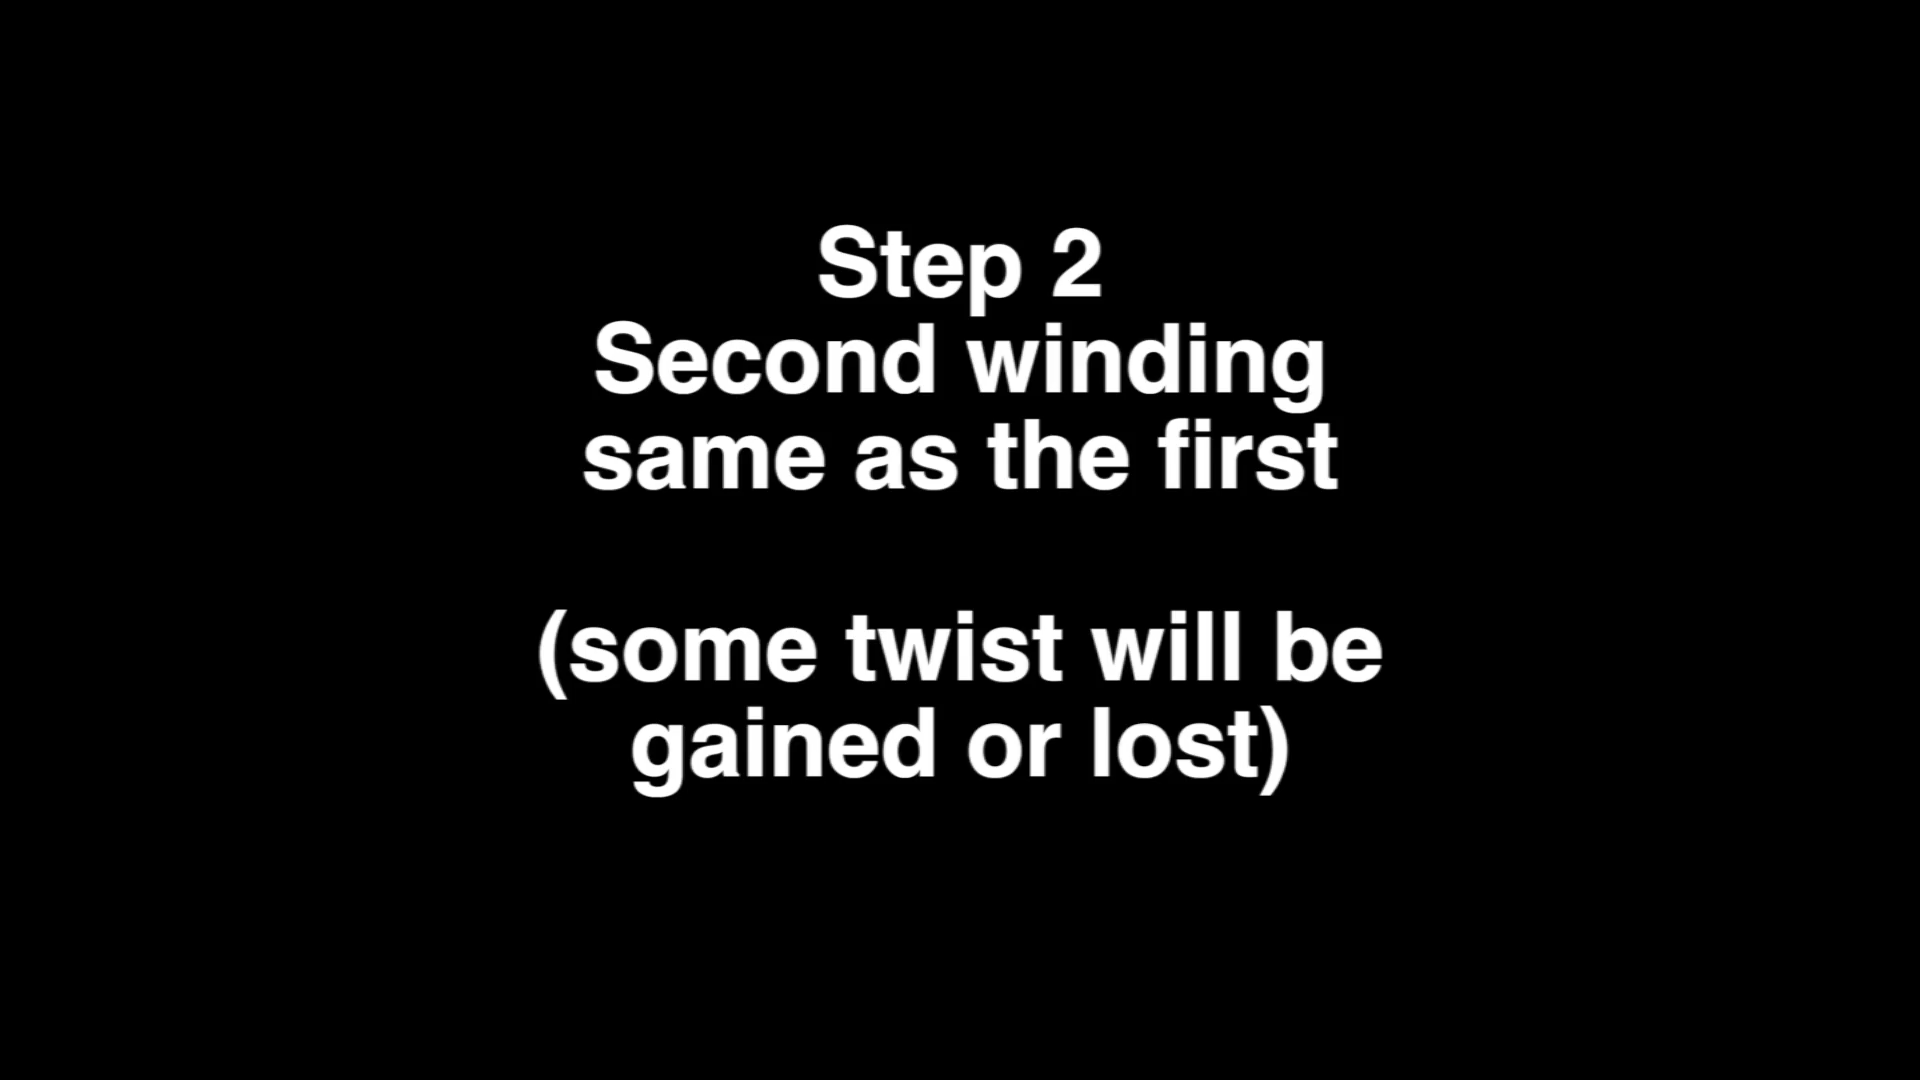 Step 2
Second winding
same as the first
(some twist will be
gained or lost)